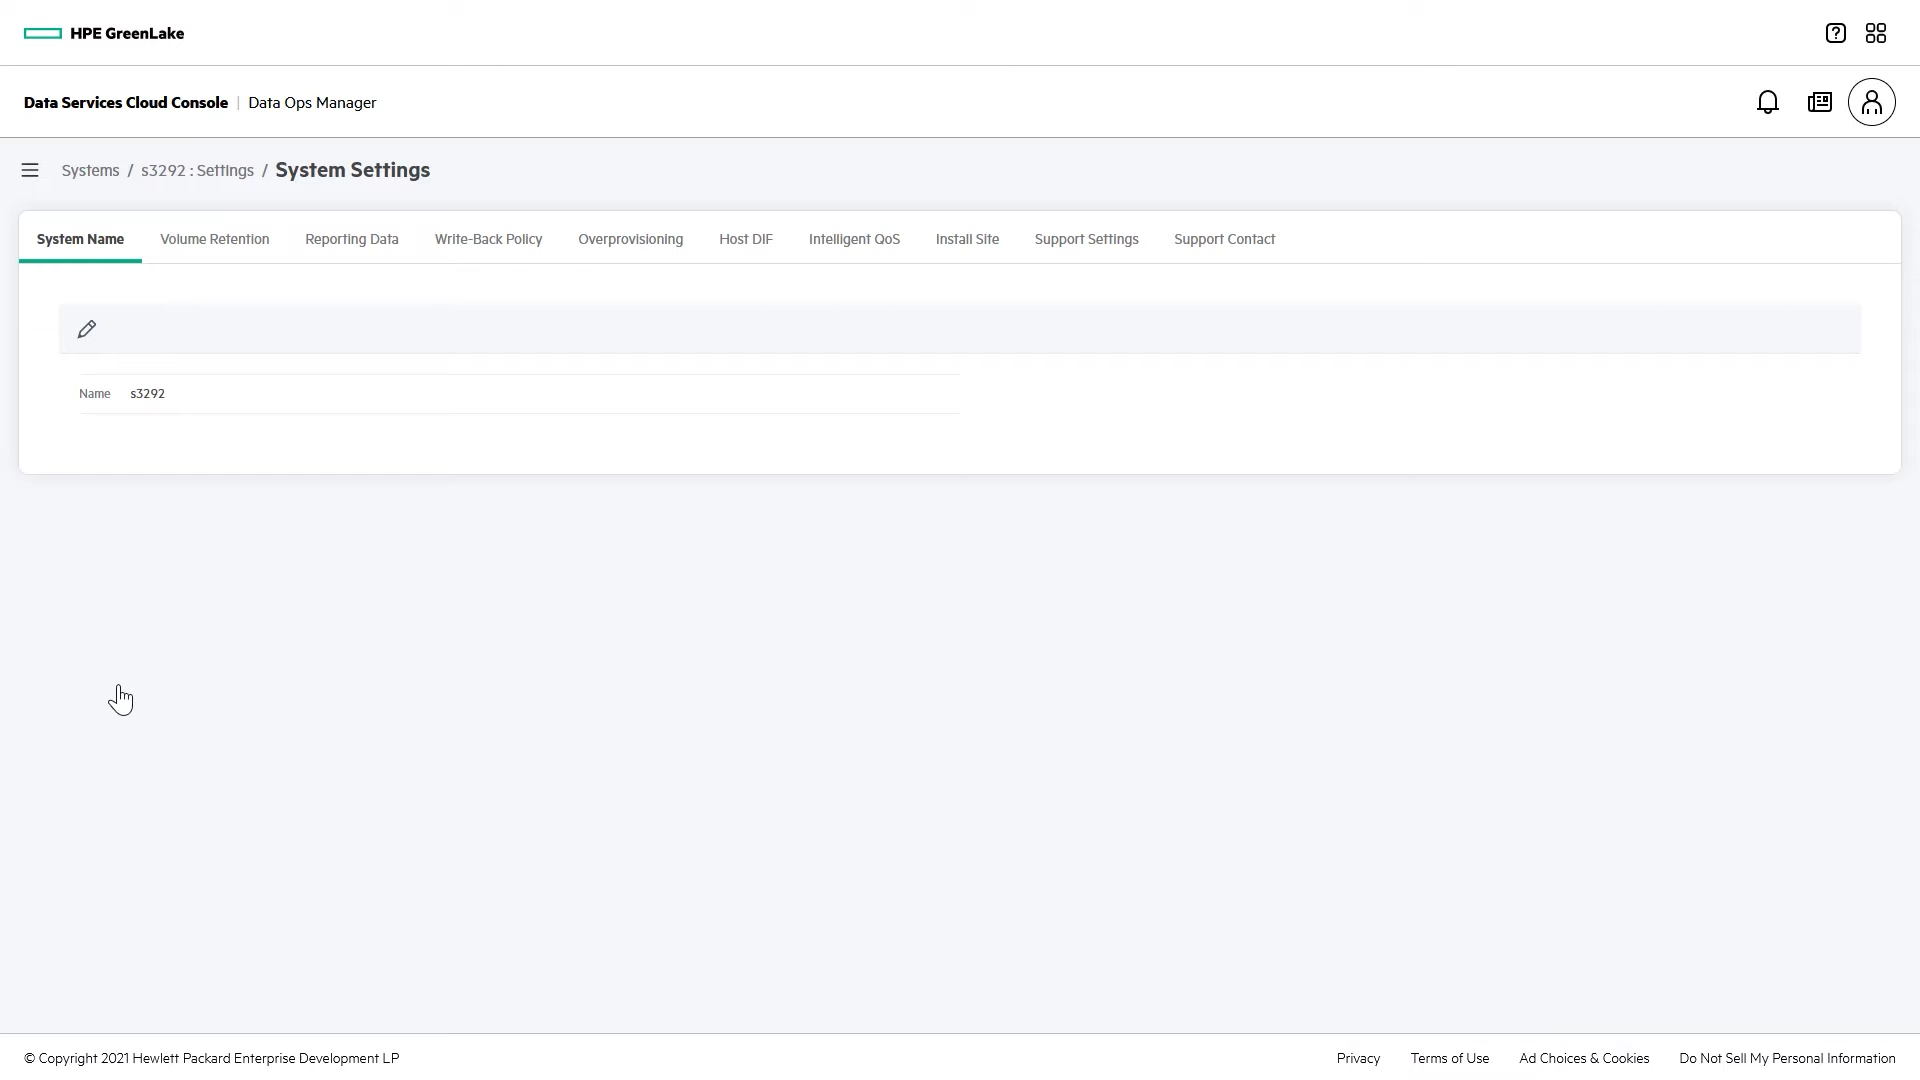 HPE GreenLake
Data Services Cloud Console | Data Ops Manager
Systems / s3292 : Settings / System Settings
System Name Volume Retention Reporting Data Write-Back Policy Overprovisioning Host DIF Intelligent QoS Install Site Support Settings Support Contact
Name s3292
© Copyright 2021 Hewlett Packard Enterprise Development LP Privacy Terms of Use Ad Choices & Cookies Do Not Sell My Personal Information